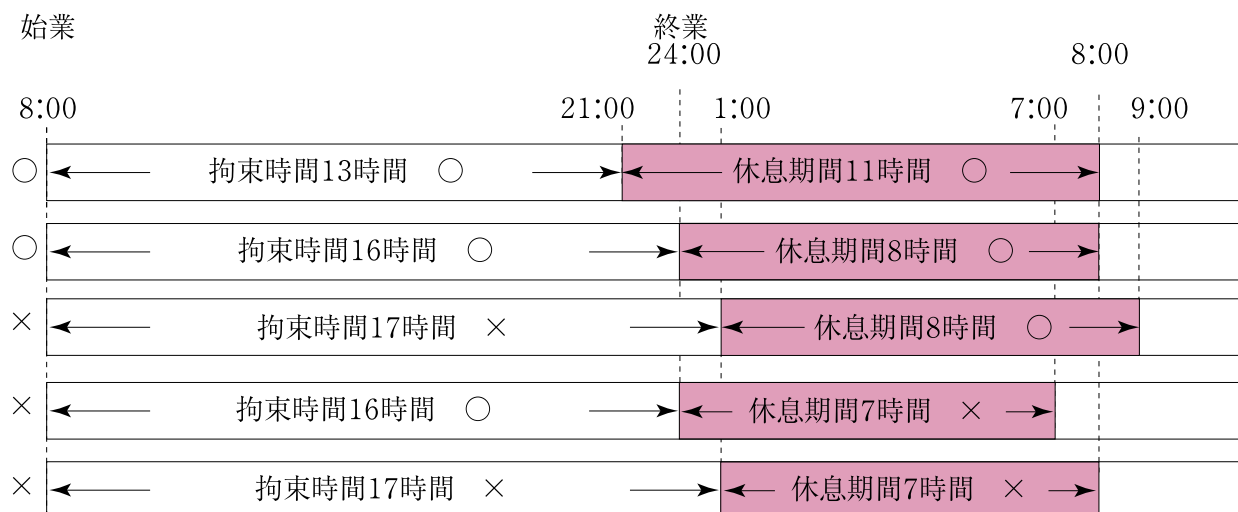 始業 終業
24:00 8:00
8:00 21:00 1:00 7:00 9:00
○ 拘束時間13時間 ○ 休息期間11時間 ○
○ 拘束時間16時間 ○ 休息期間8時間 ○
× 拘束時間17時間 × 休息期間8時間 ○
× 拘束時間16時間 ○ 休息期間7時間 ×
× 拘束時間17時間 × 休息期間7時間 ×